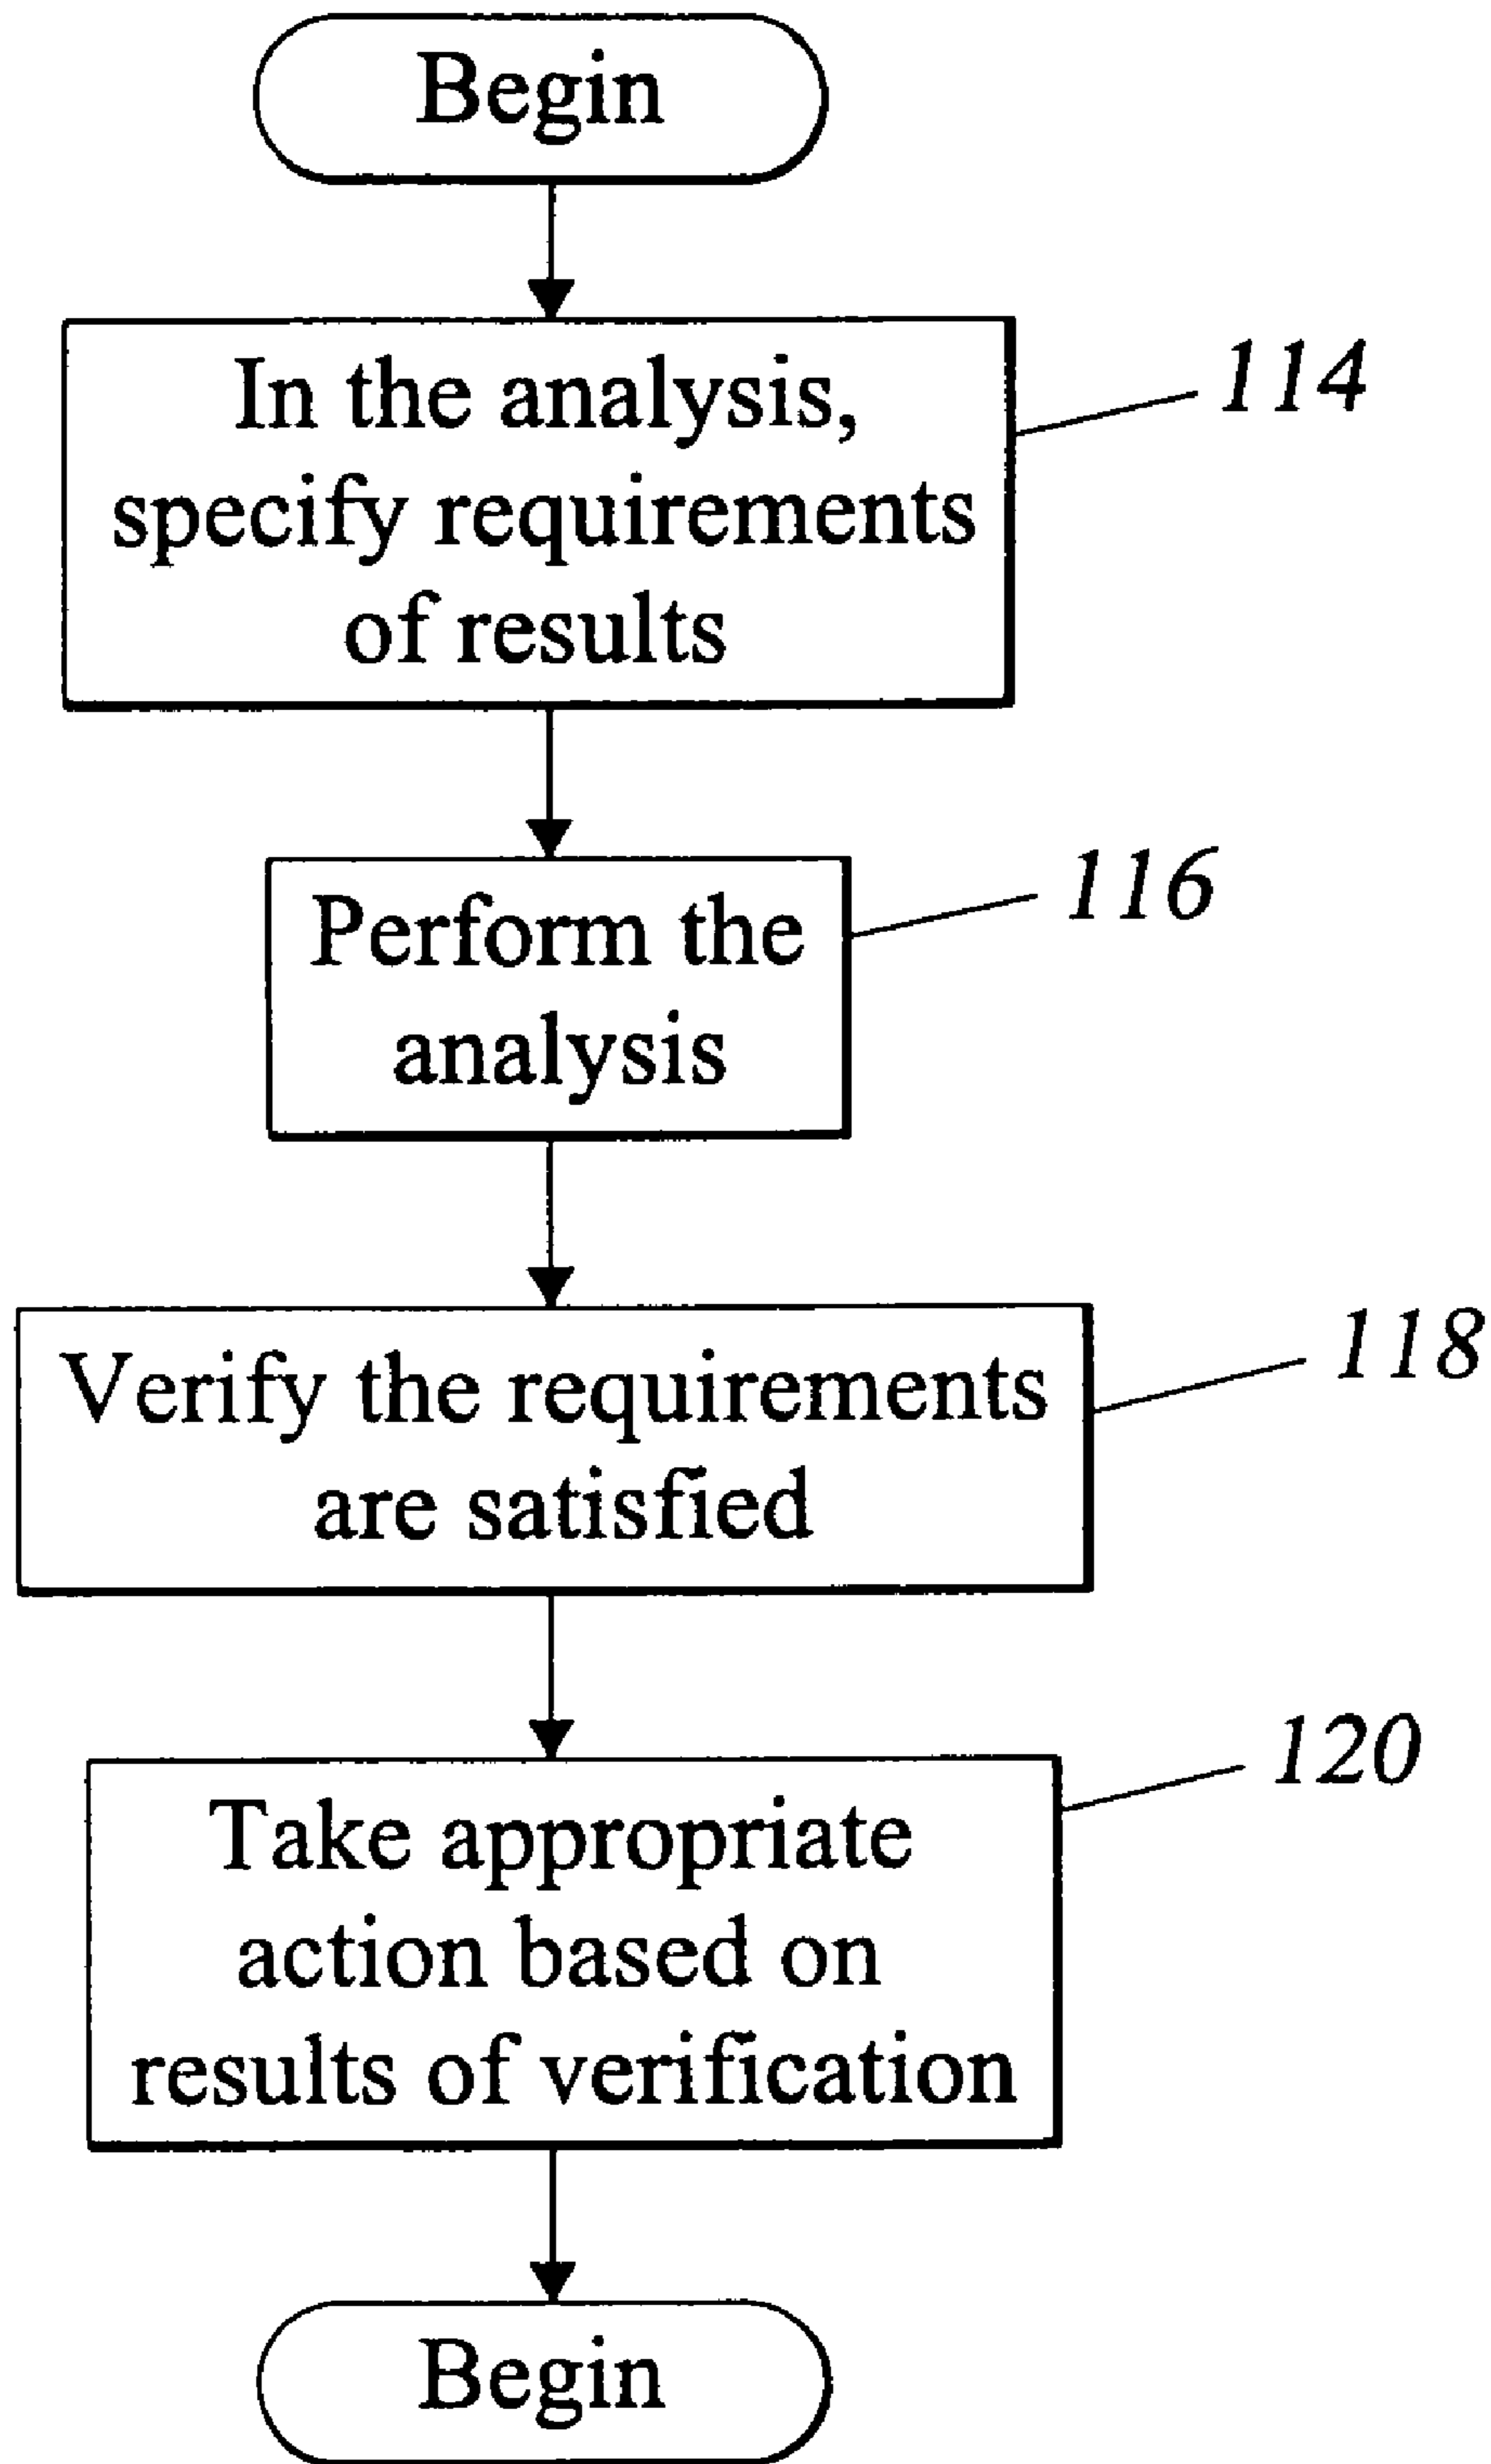 Begin
In the analysis,
specify requirements
of results
114
Perform the
analysis
116
Verify the requirements
are satisfied
118
Take appropriate
action based on
results of verification
120
Begin